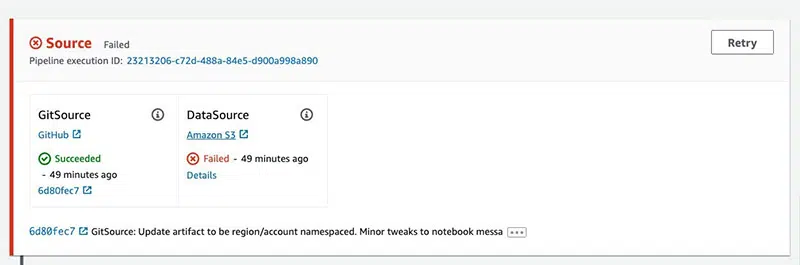 Source Failed
Retry
Pipeline execution ID: 23213206-c72d-488a-84e5-d900a998a890
GitSource
GitHub
Succeeded
- 49 minutes ago
6d80fec7
DataSource
Amazon S3
Failed - 49 minutes ago
Details
6d80fec7 GitSource: Update artifact to be region/account namespaced. Minor tweaks to notebook messa ...